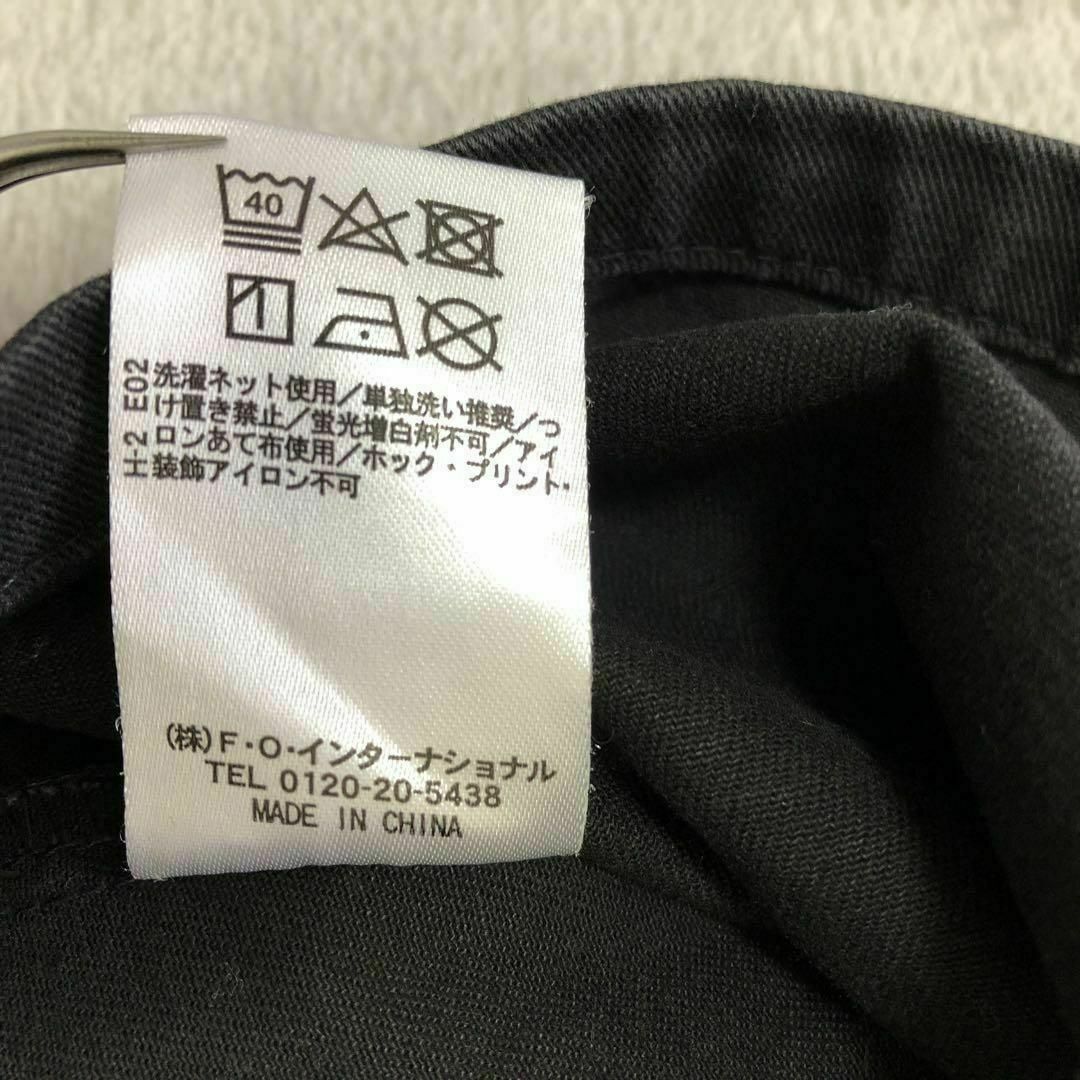 40
洗濯ネット使用/単独洗い推奨/つ
け置き禁止/蛍光増白剤不可/アイ
ロンあて布使用/ホック・プリント・
装飾アイロン不可
H-2 E02
(株)F・O・インターナショナル
TEL 0120-20-5438
MADE IN CHINA